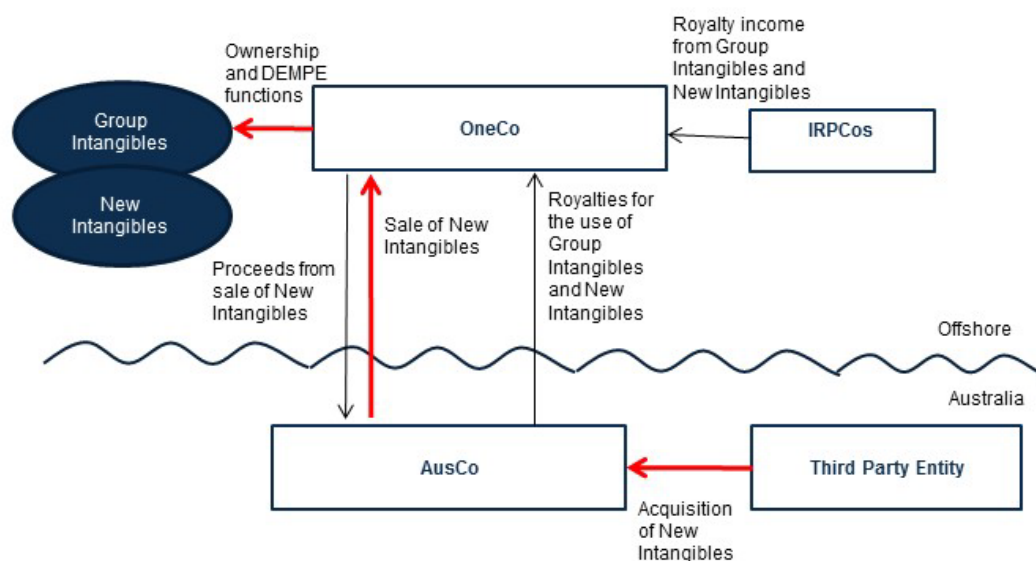 Ownership
and DEMPE
functions
Royalty income
from Group
Intangibles and
New Intangibles
Group
Intangibles
OneCo
IRPCos
New
Intangibles
Sale of New
Intangibles
Royalties for
the use of
Group
Intangibles
and New
Intangibles
Proceeds from
sale of New
Intangibles
Offshore
Australia
AusCo
Third Party Entity
Acquisition
of New
Intangibles